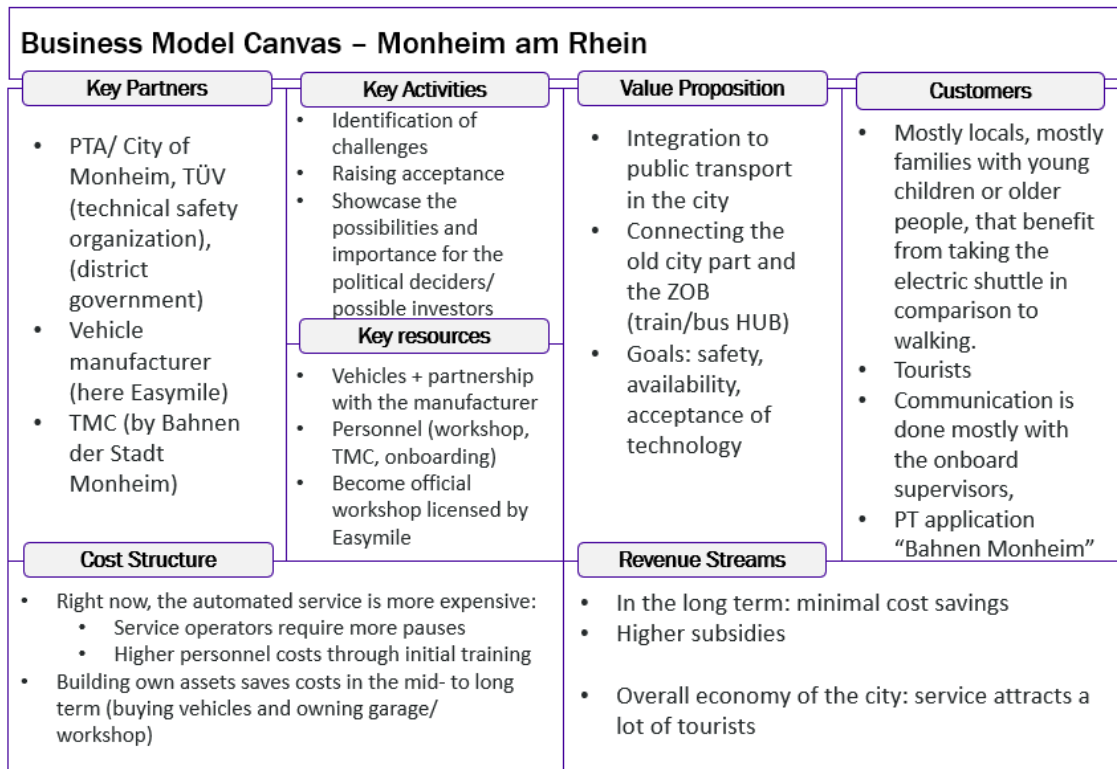 Business Model Canvas – Monheim am Rhein
Key Partners
• PTA/ City of
Monheim, TÜV
(technical safety
organization),
(district
government)
• Vehicle
manufacturer
(here Easymile)
• TMC (by Bahnen
der Stadt
Monheim)
Key Activities
• Identification of
challenges
• Raising acceptance
• Showcase the
possibilities and
importance for the
political deciders/
possible investors
Key resources
• Vehicles + partnership
with the manufacturer
• Personnel (workshop,
TMC, onboarding)
• Become official
workshop licensed by
Easymile
Value Proposition
• Integration to
public transport
in the city
• Connecting the
old city part and
the ZOB
(train/bus HUB)
• Goals: safety,
availability,
acceptance of
technology
Customers
• Mostly locals, mostly
families with young
children or older
people, that benefit
from taking the
electric shuttle in
comparison to
walking.
• Tourists
• Communication is
done mostly with
the onboard
supervisors,
• PT application
“Bahnen Monheim”
Cost Structure
• Right now, the automated service is more expensive:
• Service operators require more pauses
• Higher personnel costs through initial training
• Building own assets saves costs in the mid- to long
term (buying vehicles and owning garage/
workshop)
Revenue Streams
• In the long term: minimal cost savings
• Higher subsidies
• Overall economy of the city: service attracts a
lot of tourists